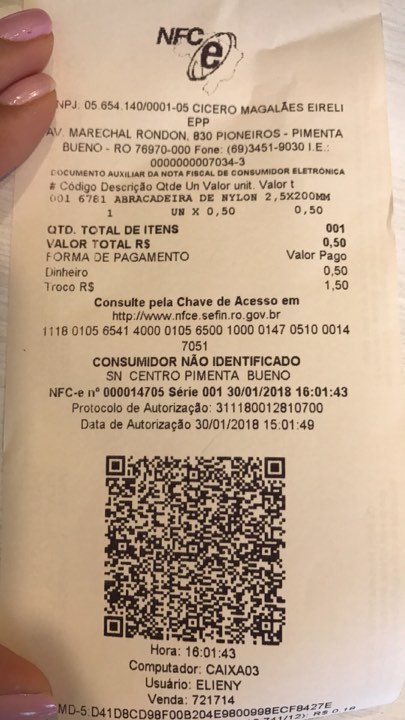 NFC
e
NPJ: 05.654.140/0001-05 CICERO MAGALÃES EIRELI
EPP
AV. MARECHAL RONDON, 830 PIONEIROS - PIMENTA
BUENO - RO 76970-000 Fone: (69)3451-9030 I.E.:
0000000007034-3
DOCUMENTO AUXILIAR DA NOTA FISCAL DE CONSUMIDOR ELETRÔNICA
# Código Descrição Qtde Un Valor unit. Valor t
001 6781 ABRACADEIRA DE NYLON 2,5X200MM
1 UN X 0,50 0,50
QTD. TOTAL DE ITENS 001
VALOR TOTAL R$ 0,50
FORMA DE PAGAMENTO Valor Pago
Dinheiro 0,50
Troco R$ 1,50
Consulte pela Chave de Acesso em
http://www.nfce.sefin.ro.gov.br
1118 0105 6541 4000 0105 6500 1000 0147 0510 0014
7051
CONSUMIDOR NÃO IDENTIFICADO
SN CENTRO PIMENTA BUENO
NFC-e nº 000014705 Série 001 30/01/2018 16:01:43
Protocolo de Autorização: 311180012810700
Data de Autorização 30/01/2018 15:01:49
Hora: 16:01:43
Computador: CAIXA03
Usuário: ELIENY
Venda: 721714
MD-5:D41D8CD98F00B204E9800998ECF8427E